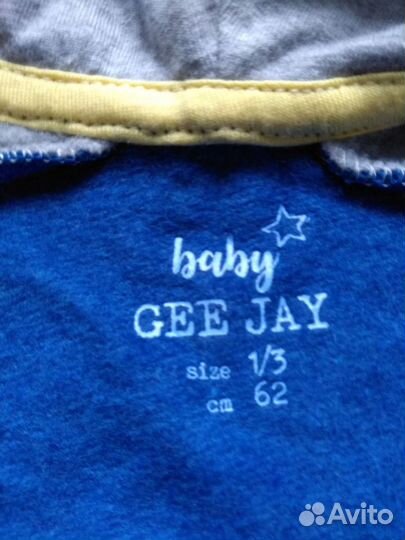 baby
GEE JAY
size 1/3
cm 62
Avito